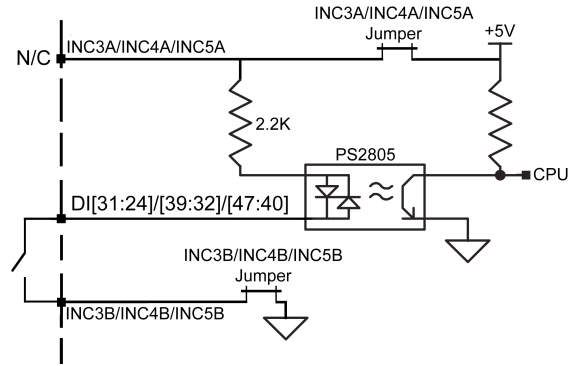 INC3A/INC4A/INC5A
Jumper
+5V
N/C
INC3A/INC4A/INC5A
2.2K
PS2805
CPU
DI[31:24]/[39:32]/[47:40]
INC3B/INC4B/INC5B
Jumper
INC3B/INC4B/INC5B